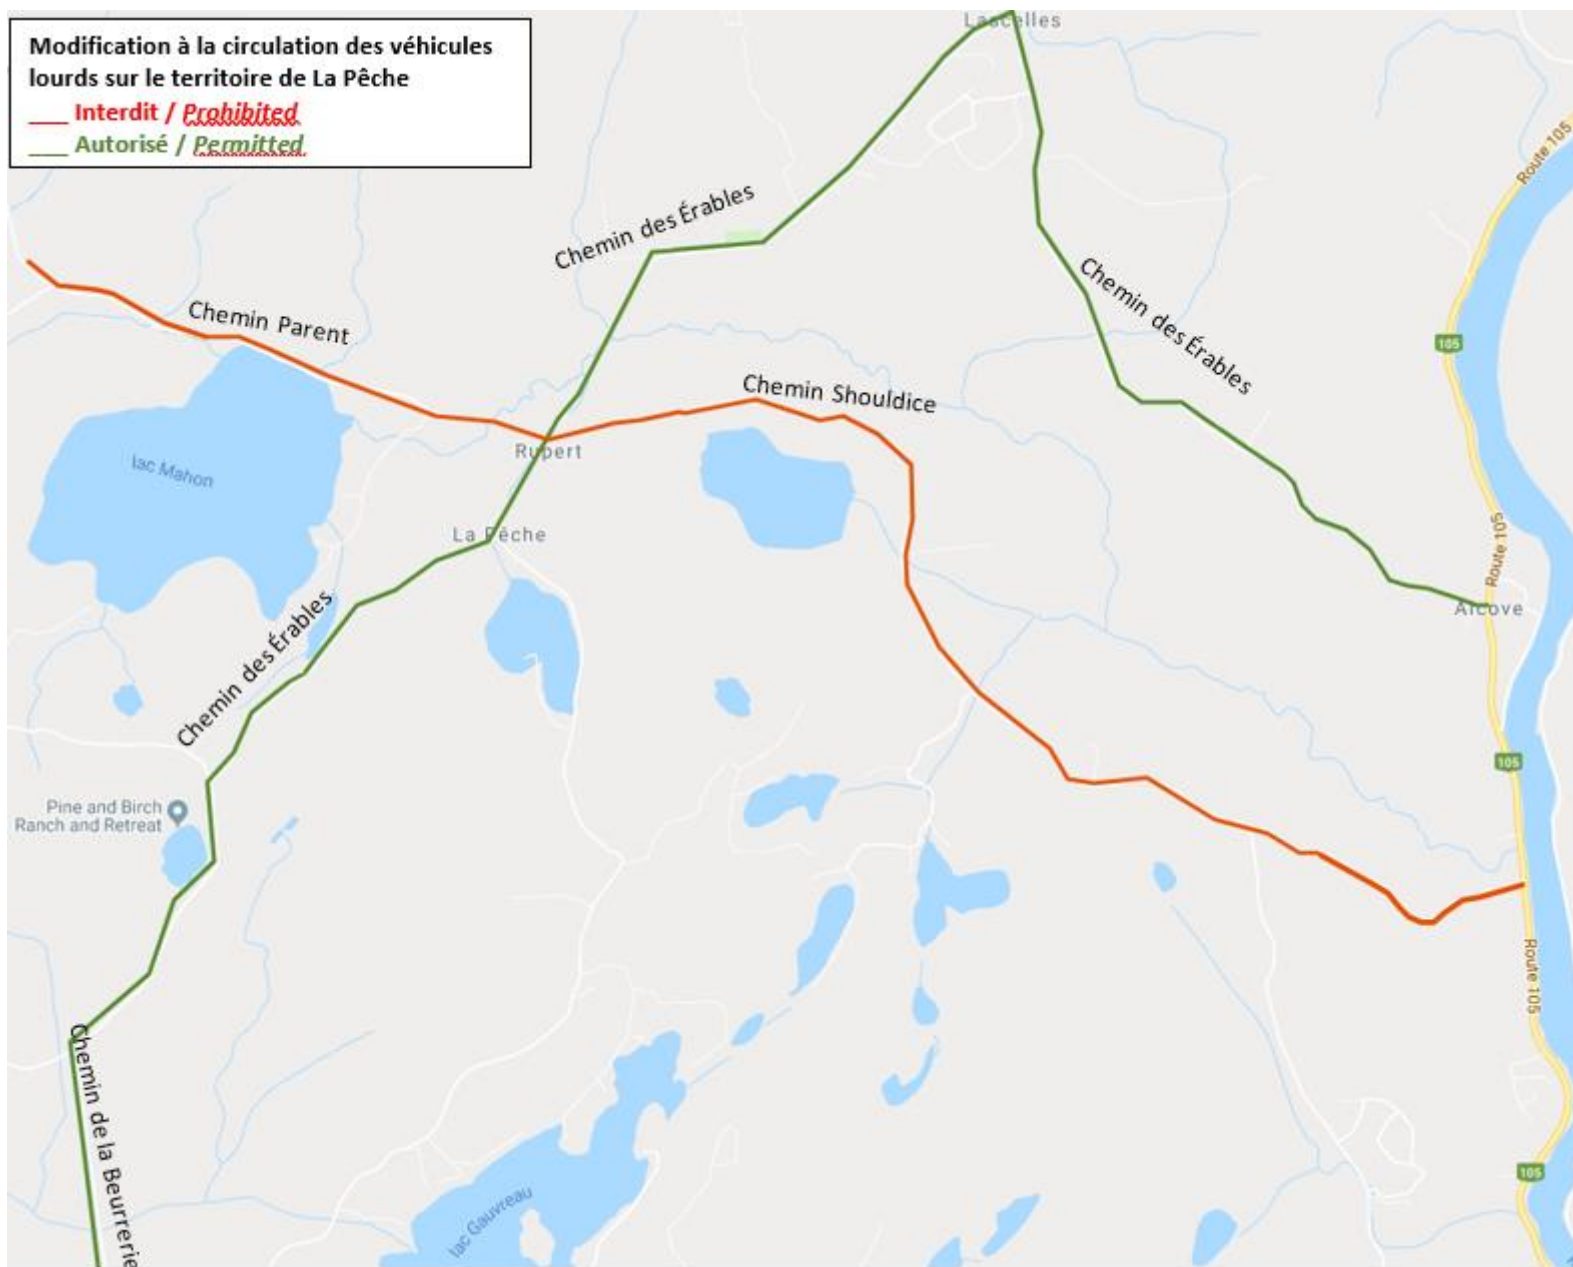 Modification à la circulation des véhicules
lourds sur le territoire de La Pêche
___ Interdit / Prohibited
___ Autorisé / Permitted
Lascelles
Route 105
Chemin des Érables
Chemin des Érables
Chemin Parent
105
Chemin Shouldice
Rupert
lac Mahon
La Pêche
Route 105
Alcove
Chemin des Érables
105
Pine and Birch
Ranch and Retreat
Route 105
Chemin de la Beurrerie
105
lac Gauvreau